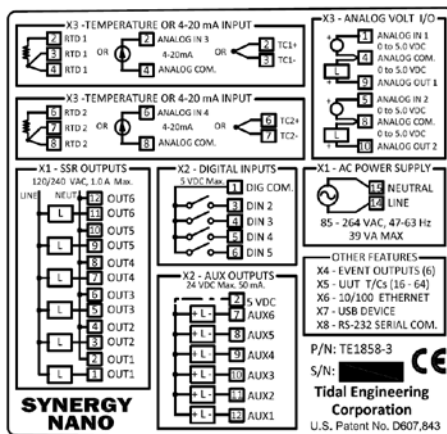 X3 -TEMPERATURE OR 4-20 mA INPUT
2 RTD 1
3 RTD 1
4 RTD 1
OR
2 ANALOG IN 3
4-20mA
4 ANALOG COM.
OR
2 TC1+
3 TC1-
X3 - ANALOG VOLT I/O
1 ANALOG IN 1
0 to 5.0 VDC
4 ANALOG COM.
L 0 to 5.0 VDC
9 ANALOG OUT 1
5 ANALOG IN 2
0 to 5.0 VDC
8 ANALOG COM.
L 0 to 5.0 VDC
10 ANALOG OUT 2
X3 -TEMPERATURE OR 4-20 mA INPUT
6 RTD 2
7 RTD 2
8 RTD 2
OR
6 ANALOG IN 4
4-20mA
8 ANALOG COM.
OR
6 TC2+
7 TC2-
X1 - SSR OUTPUTS
120/240 VAC, 1.0 A Max.
LINE NEUT
12 OUT6
L 11 OUT6
10 OUT5
L 9 OUT5
8 OUT4
L 7 OUT4
6 OUT3
L 5 OUT3
4 OUT2
L 3 OUT2
2 OUT1
L 1 OUT1
X2 - DIGITAL INPUTS
5 VDC Max.
1 DIG COM.
3 DIN 2
4 DIN 3
5 DIN 4
6 DIN 5
X2 - AUX OUTPUTS
24 VDC Max. 50 mA.
2 5 VDC
+ L - 7 AUX6
+ L - 8 AUX5
+ L - 9 AUX4
+ L - 10 AUX3
+ L - 11 AUX2
+ L - 12 AUX1
X1 - AC POWER SUPPLY
15 NEUTRAL
14 LINE
85 - 264 VAC, 47-63 Hz
39 VA MAX
OTHER FEATURES
X4 - EVENT OUTPUTS (6)
X5 - UUT T/Cs (16 - 64)
X6 - 10/100 ETHERNET
X7 - USB DEVICE
X8 - RS-232 SERIAL COM.
P/N: TE1858-3
S/N:
CE
Tidal Engineering
Corporation
U.S. Patent No. D607,843
SYNERGY
NANO